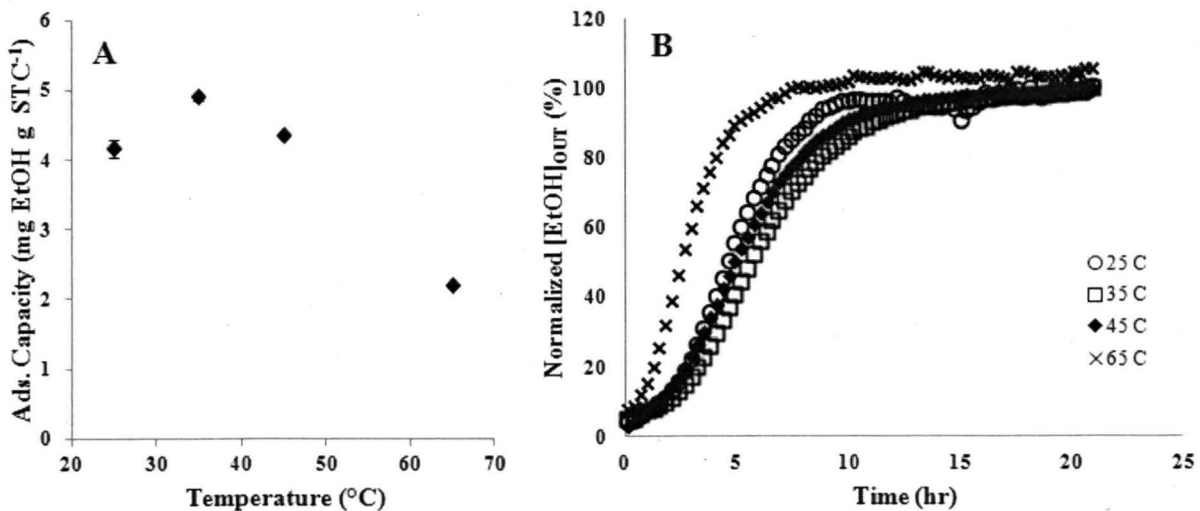 A
Ads. Capacity (mg EtOH g STC⁻¹)
6
5
4
3
2
1
0
20
30
40
50
60
70
Temperature (°C)
B
Normalized [EtOH]OUT (%)
120
100
80
60
40
20
0
0
5
10
15
20
25
Time (hr)
25 C
35 C
45 C
65 C